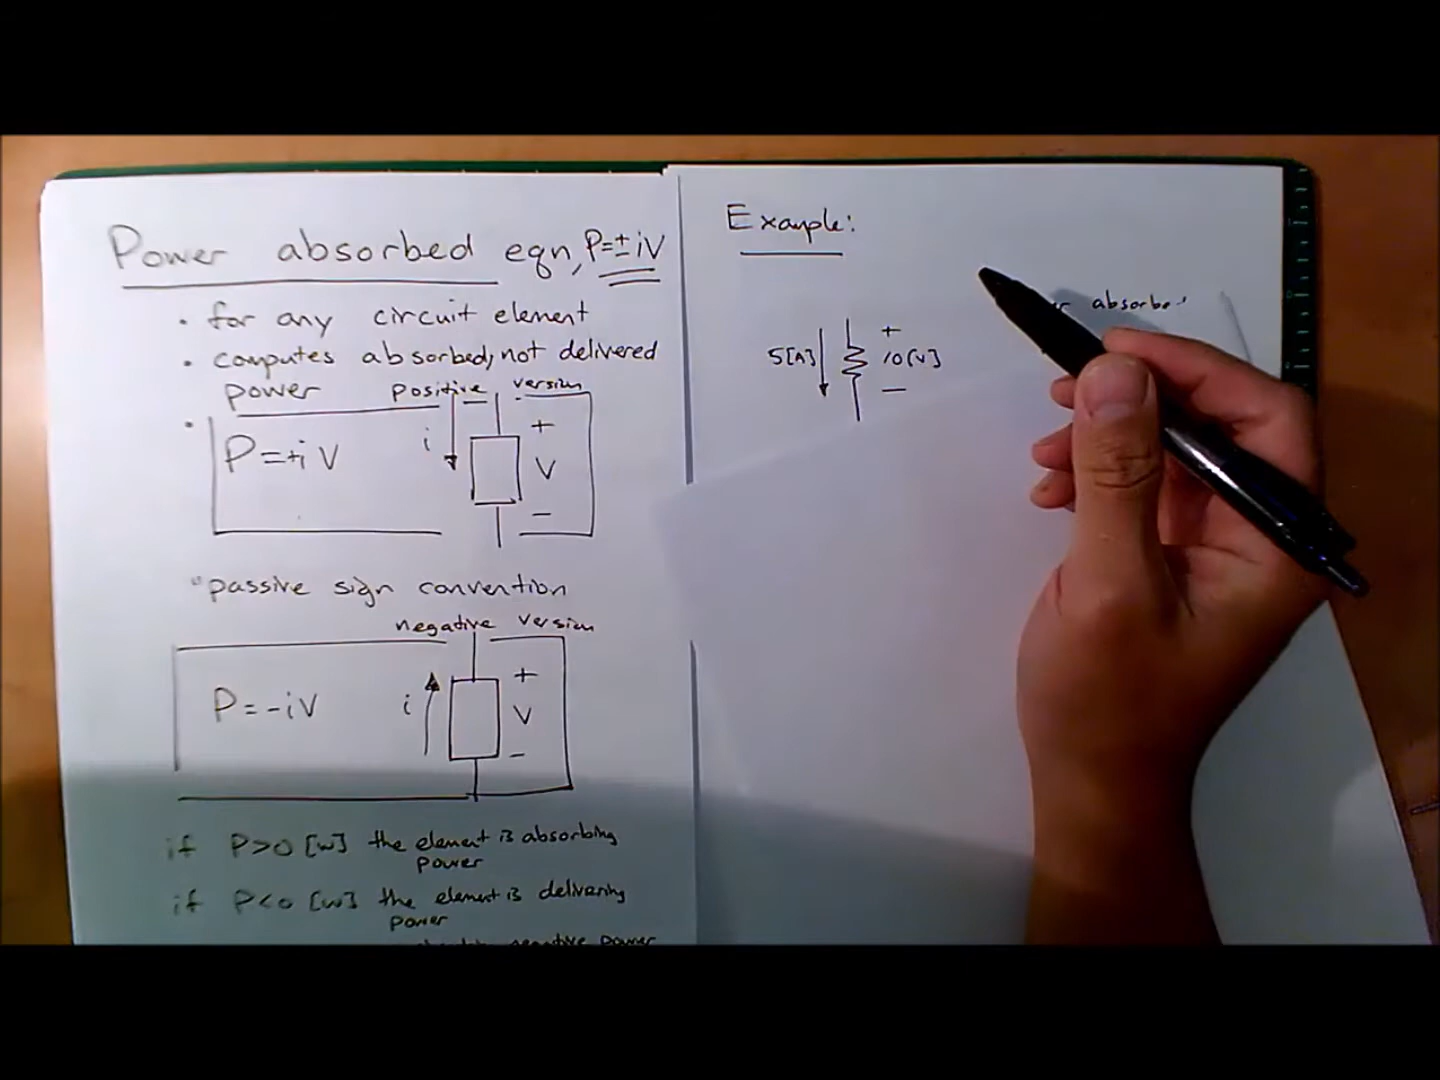 Power absorbed eqn, P=±iV
• for any circuit element
• computes absorbed, not delivered
power
positive version
• P=+iV
i
+
V
−
"passive sign convention
negative version
P=-iV
i
+
V
−
if P>0 [W] the element is absorbing
power
if P<0 [W] the element is delivering
power
negative power
Example:
absorbe
5[A]
+
10[V]
−